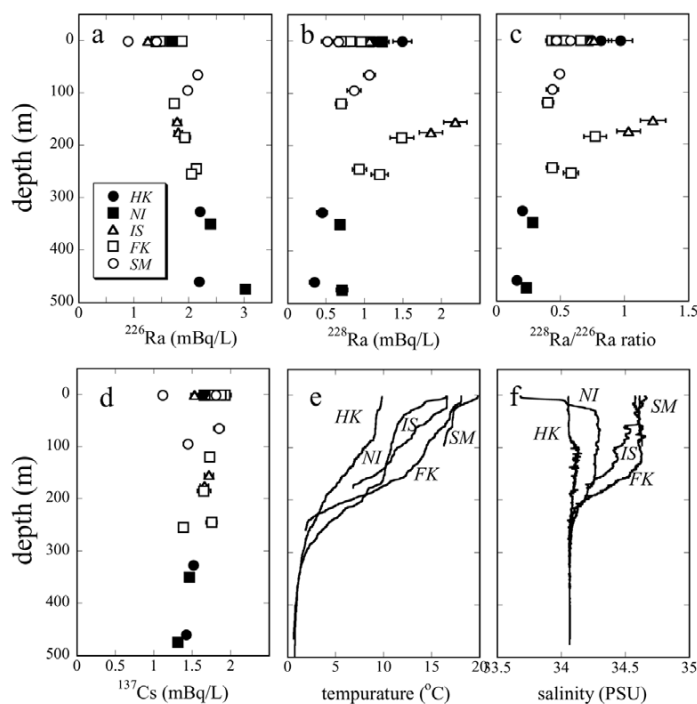 a
b
c
0
100
200
300
400
500
depth (m)
HK
NI
IS
FK
SM
0 1 2 3
²²⁶Ra (mBq/L)
0 0.5 1 1.5 2 2.5
²²⁸Ra (mBq/L)
0 0.5 1 1.5
²²⁸Ra/²²⁶Ra ratio
d
e
f
0
100
200
300
400
500
depth (m)
HK
NI
IS
SM
FK
NI
SM
HK
IS
FK
0 0.5 1 1.5 2 2.5
¹³⁷Cs (mBq/L)
0 5 10 15 20
tempurature (°C)
33.5 34 34.5 35
salinity (PSU)